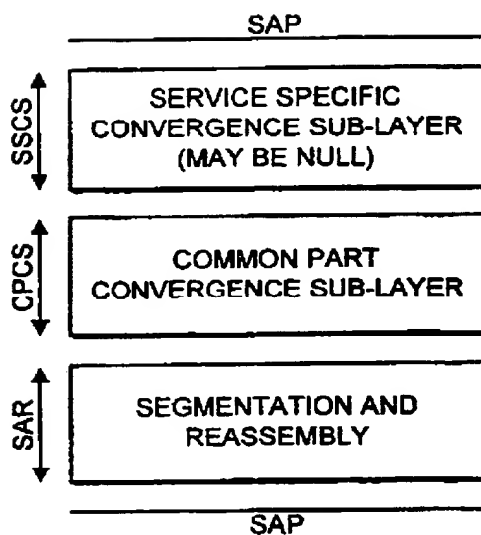 SAP
SSCS
SERVICE SPECIFIC
CONVERGENCE SUB-LAYER
(MAY BE NULL)
CPCS
COMMON PART
CONVERGENCE SUB-LAYER
SAR
SEGMENTATION AND
REASSEMBLY
SAP